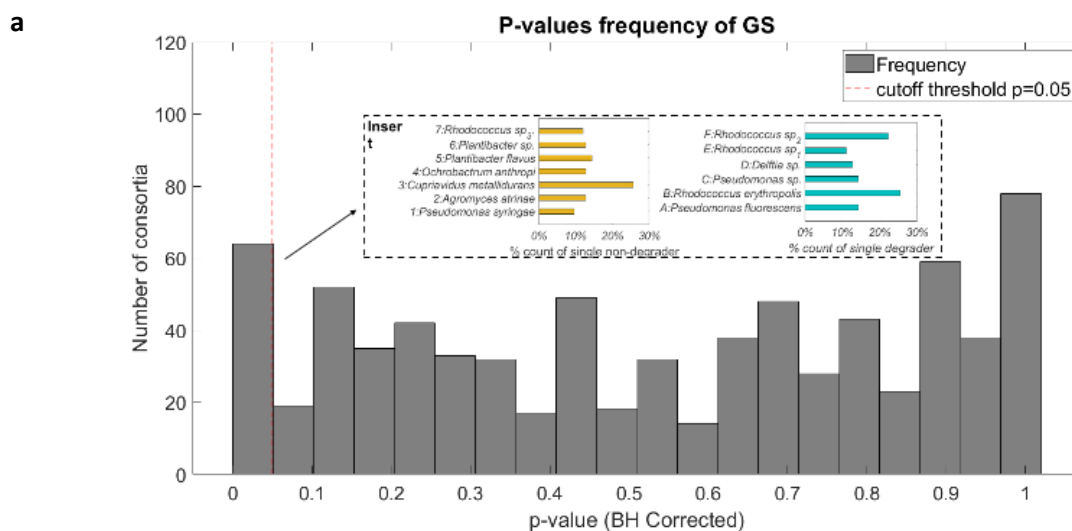 a
P-values frequency of GS
Frequency
cutoff threshold p=0.05
Inser
t
7:Rhodococcus sp3.
6:Plantibacter sp.
5:Plantibacter flavus
4:Ochrobactrum anthropi
3:Cupriavidus metallidurans
2:Agromyces atrinae
1:Pseudomonas syringae
0% 10% 20% 30%
% count of single non-degrader
F:Rhodococcus sp2
E:Rhodococcus sp1
D:Delftie sp.
C:Pseudomonas sp.
B:Rhodococcus erythropolis
A:Pseudomonas fluorescens
0% 10% 20% 30%
% count of single degrader
Number of consortia
120
100
80
60
40
20
0
0 0.1 0.2 0.3 0.4 0.5 0.6 0.7 0.8 0.9 1
p-value (BH Corrected)